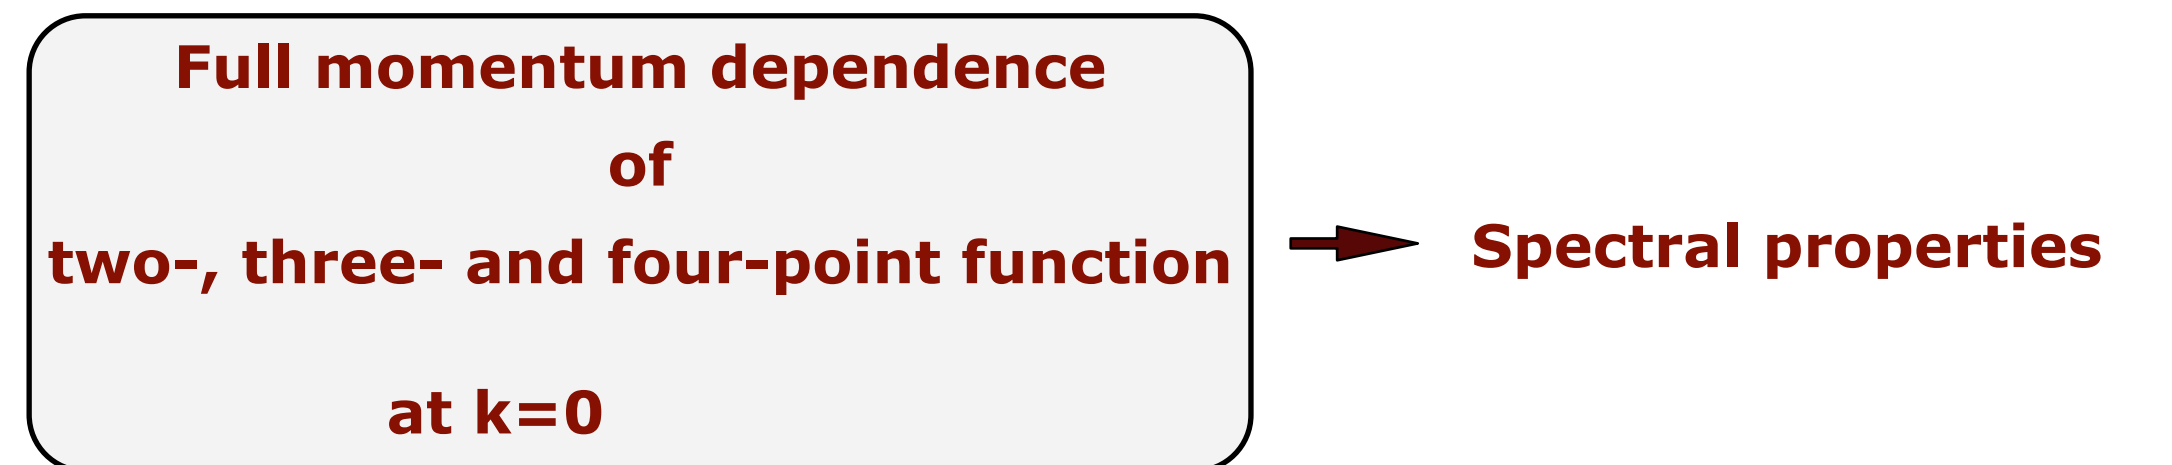 Full momentum dependence
of
two-, three- and four-point function
at k=0
Spectral properties